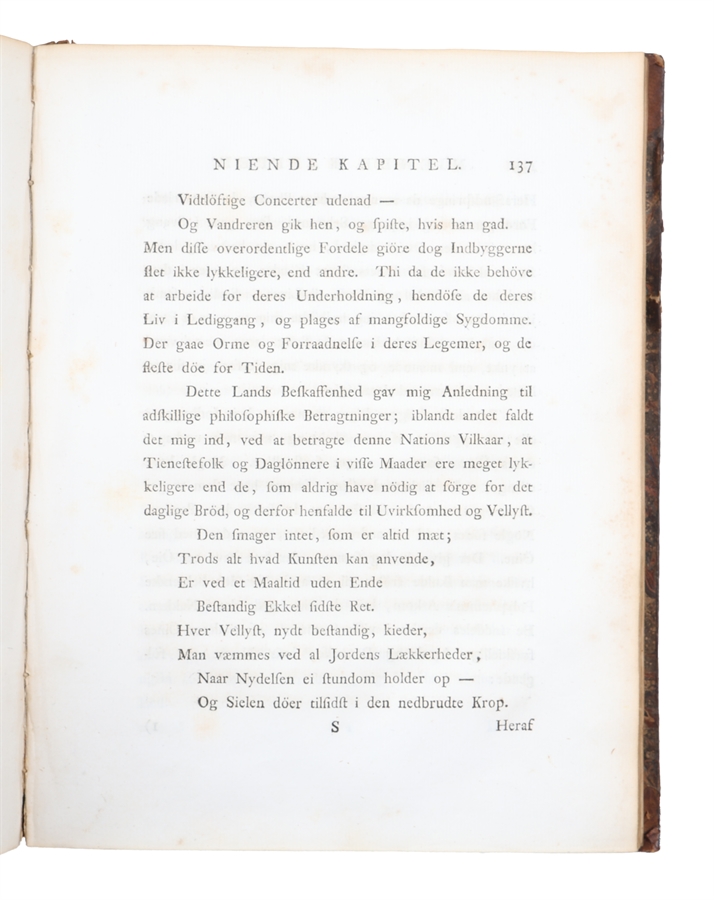 NIENDE KAPITEL. 137
Vidtlöftige Concerter udenad —
Og Vandreren gik hen, og ſpiſte, hvis han gad.
Men diſſe overordentlige Fordele giöre dog Indbyggerne
ſlet ikke lykkeligere, end andre. Thi da de ikke behöve
at arbeide for deres Underholdning, hendöſe de deres
Liv i Lediggang, og plages af mangfoldige Sygdomme.
Der gaae Orme og Forraadnelſe i deres Legemer, og de
fleſte döe for Tiden.
Dette Lands Beſkaffenhed gav mig Anledning til
adſkillige philoſophiſke Betragtninger; iblandt andet faldt
det mig ind, ved at betragte denne Nations Vilkaar, at
Tieneſtefolk og Daglönnere i viſſe Maader ere meget lyk-
keligere end de, ſom aldrig have nödig at ſörge for det
daglige Bröd, og derfor henfalde til Uvirkſomhed og Vellyſt.
Den ſmager intet, ſom er altid mæt;
Trods alt hvad Kunſten kan anvende,
Er ved et Maaltid uden Ende
Beſtandig Ekkel ſidſte Ret.
Hver Vellyſt, nydt beſtandig, kieder,
Man væmmes ved al Jordens Lækkerheder,
Naar Nydelſen ei ſtundom holder op —
Og Sielen döer tilſidſt i den nedbrudte Krop.
S Heraf